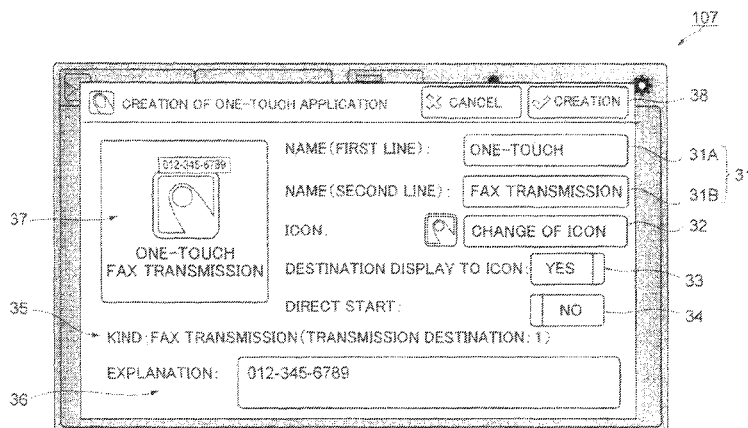 107
CREATION OF ONE-TOUCH APPLICATION CANCEL CREATION 38
NAME(FIRST LINE): ONE-TOUCH 31A
31
NAME(SECOND LINE): FAX TRANSMISSION 31B
012-345-6789
37
ICON: CHANGE OF ICON 32
ONE-TOUCH
FAX TRANSMISSION
DESTINATION DISPLAY TO ICON: YES 33
DIRECT START: NO 34
35 KIND:FAX TRANSMISSION(TRANSMISSION DESTINATION:1)
EXPLANATION: 012-345-6789
36